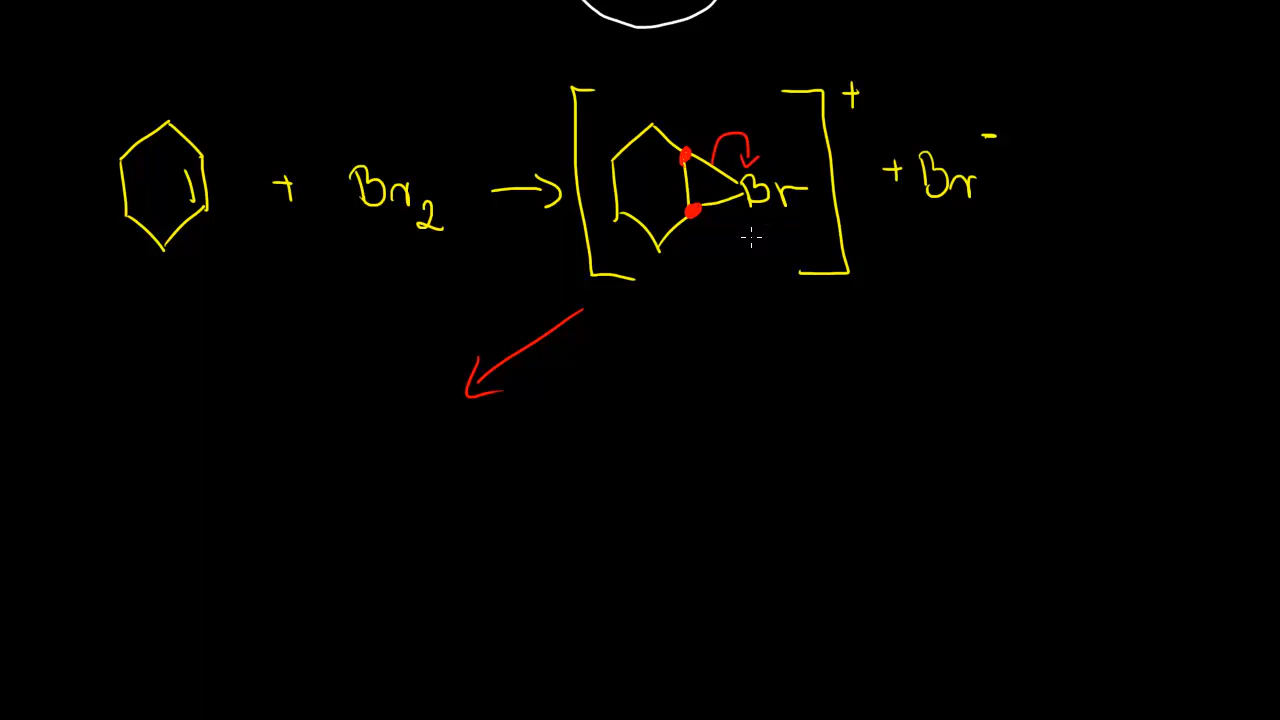 + Br2 → [ Br ]+ + Br-